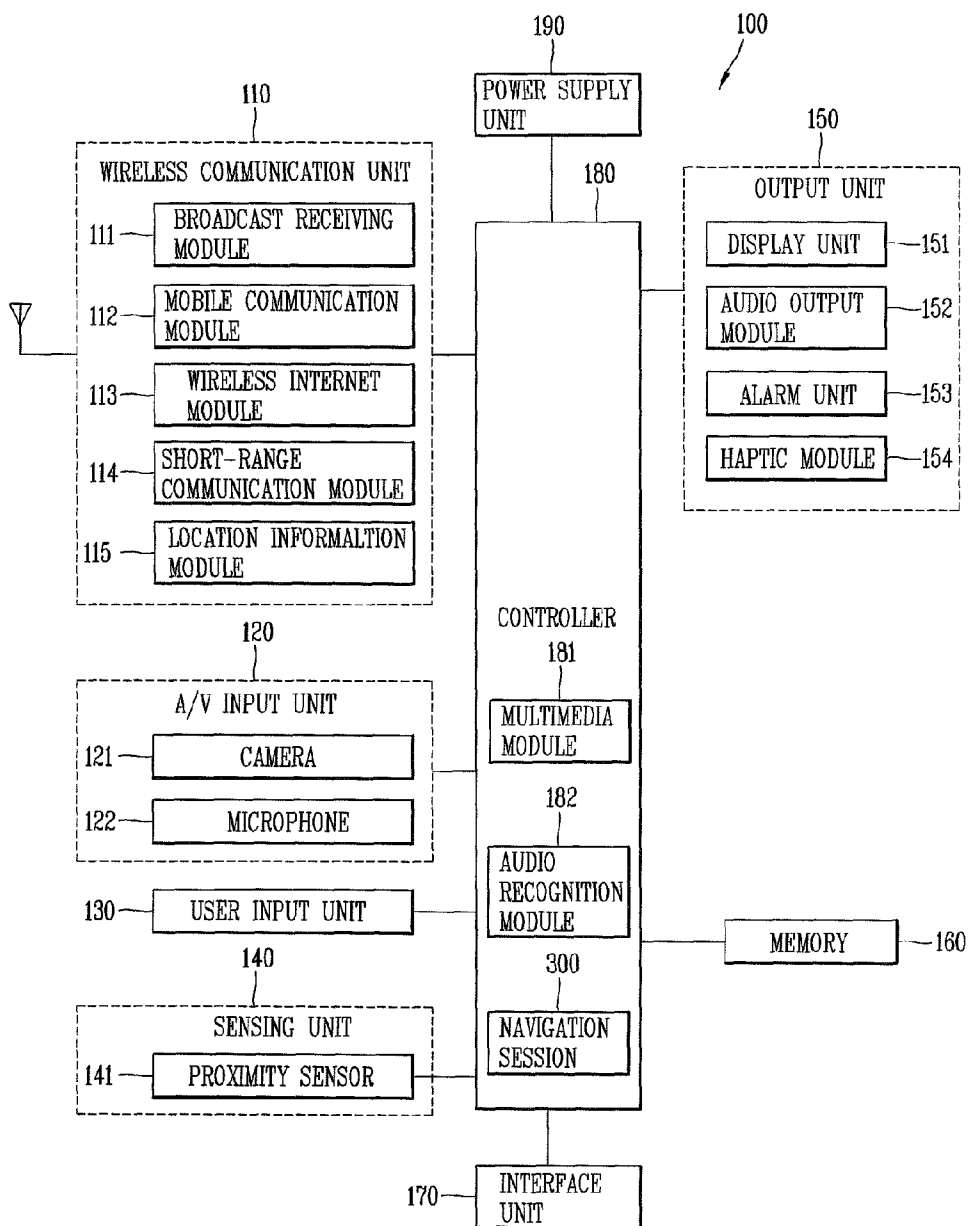 100
190
POWER SUPPLY
UNIT
110
WIRELESS COMMUNICATION UNIT
111
BROADCAST RECEIVING
MODULE
112
MOBILE COMMUNICATION
MODULE
113
WIRELESS INTERNET
MODULE
114
SHORT-RANGE
COMMUNICATION MODULE
115
LOCATION INFORMALTION
MODULE
120
A/V INPUT UNIT
121
CAMERA
122
MICROPHONE
130
USER INPUT UNIT
140
SENSING UNIT
141
PROXIMITY SENSOR
180
CONTROLLER
181
MULTIMEDIA
MODULE
182
AUDIO
RECOGNITION
MODULE
300
NAVIGATION
SESSION
150
OUTPUT UNIT
DISPLAY UNIT
151
AUDIO OUTPUT
MODULE
152
ALARM UNIT
153
HAPTIC MODULE
154
MEMORY
160
170
INTERFACE
UNIT